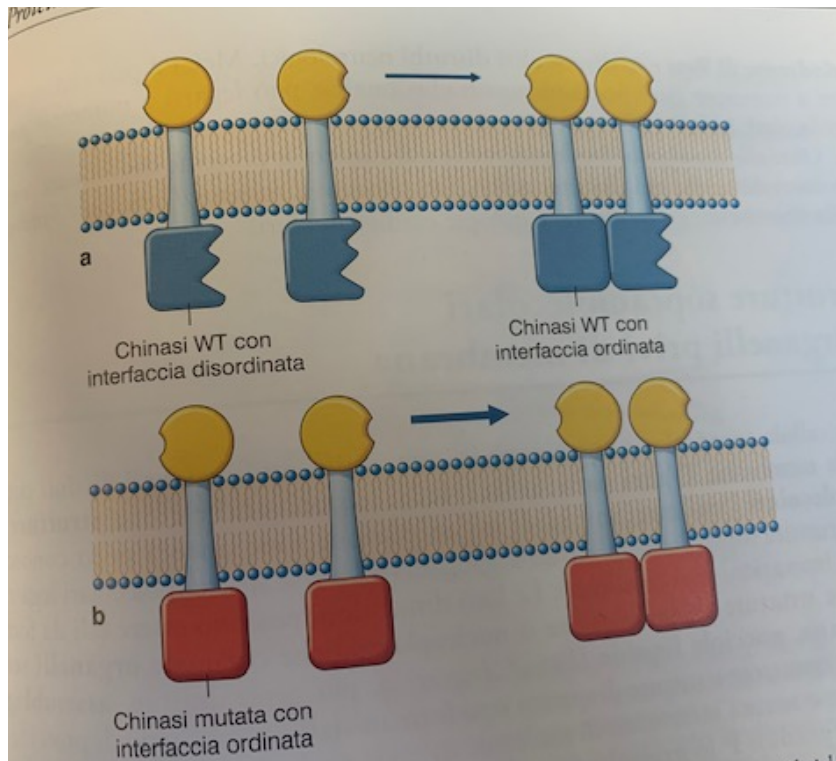 a
Chinasi WT con
interfaccia disordinata
Chinasi WT con
interfaccia ordinata
b
Chinasi mutata con
interfaccia ordinata